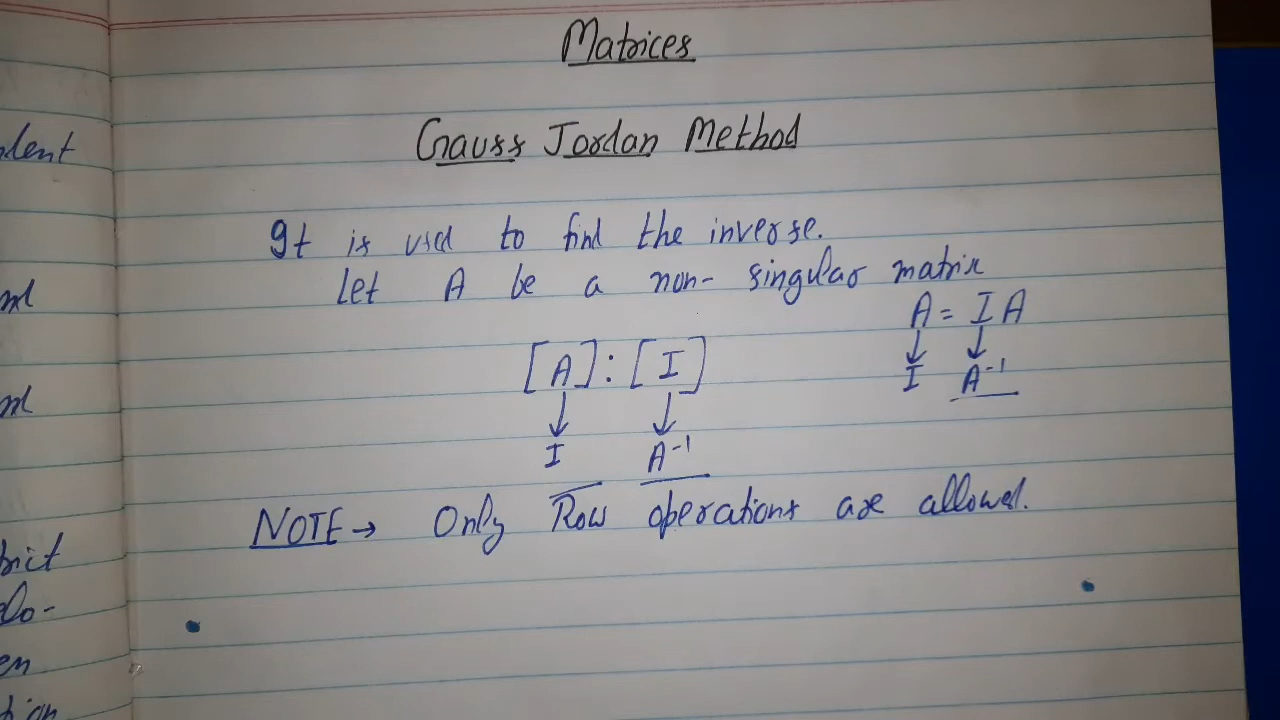 Matrices
Gauss Jordan Method
It is used to find the inverse.
Let A be a non-singular matrix
A = I A
↓ ↓
I A⁻¹
[A] : [I]
↓ ↓
I A⁻¹
NOTE → Only Row operations are allowed.